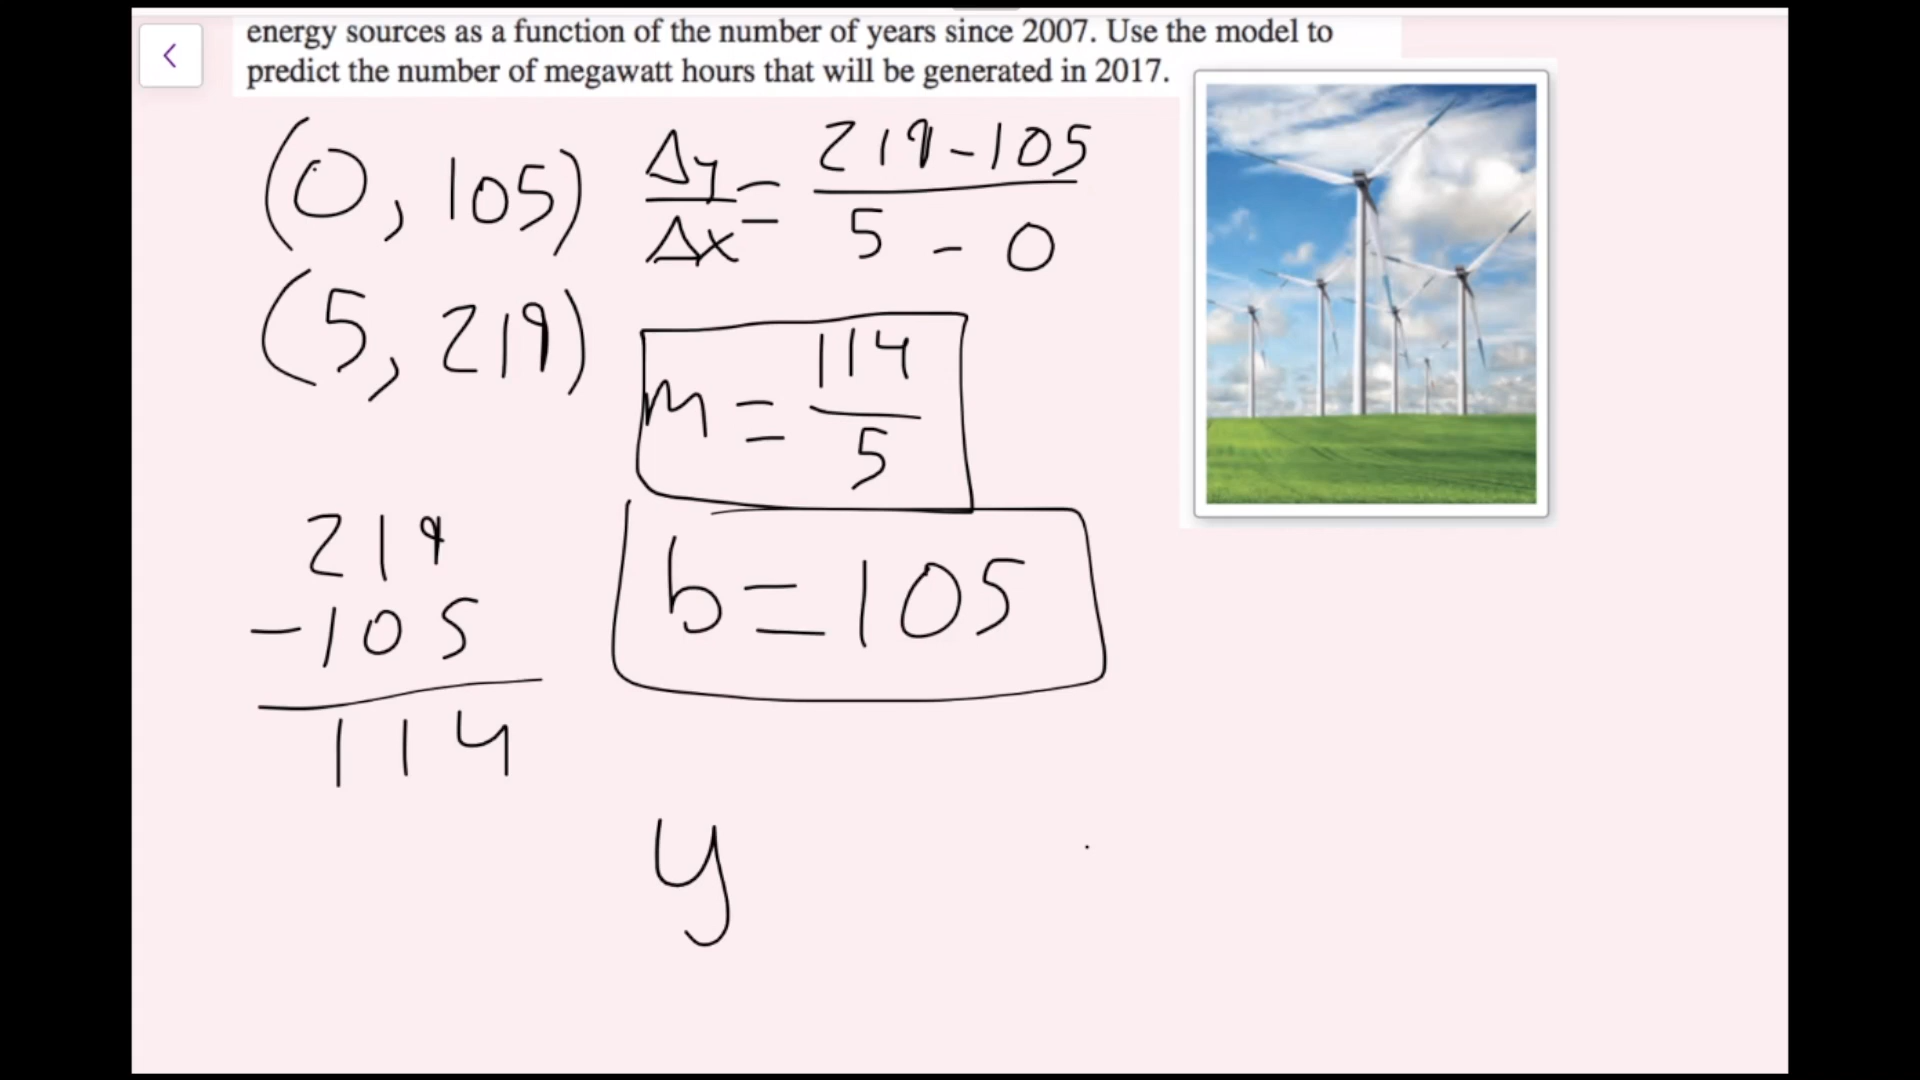 energy sources as a function of the number of years since 2007. Use the model to
predict the number of megawatt hours that will be generated in 2017.
(0, 105)
(5, 219)
Δy/Δx = 219-105/5 - 0
m = 114/5
b = 105
219
-105
114
y